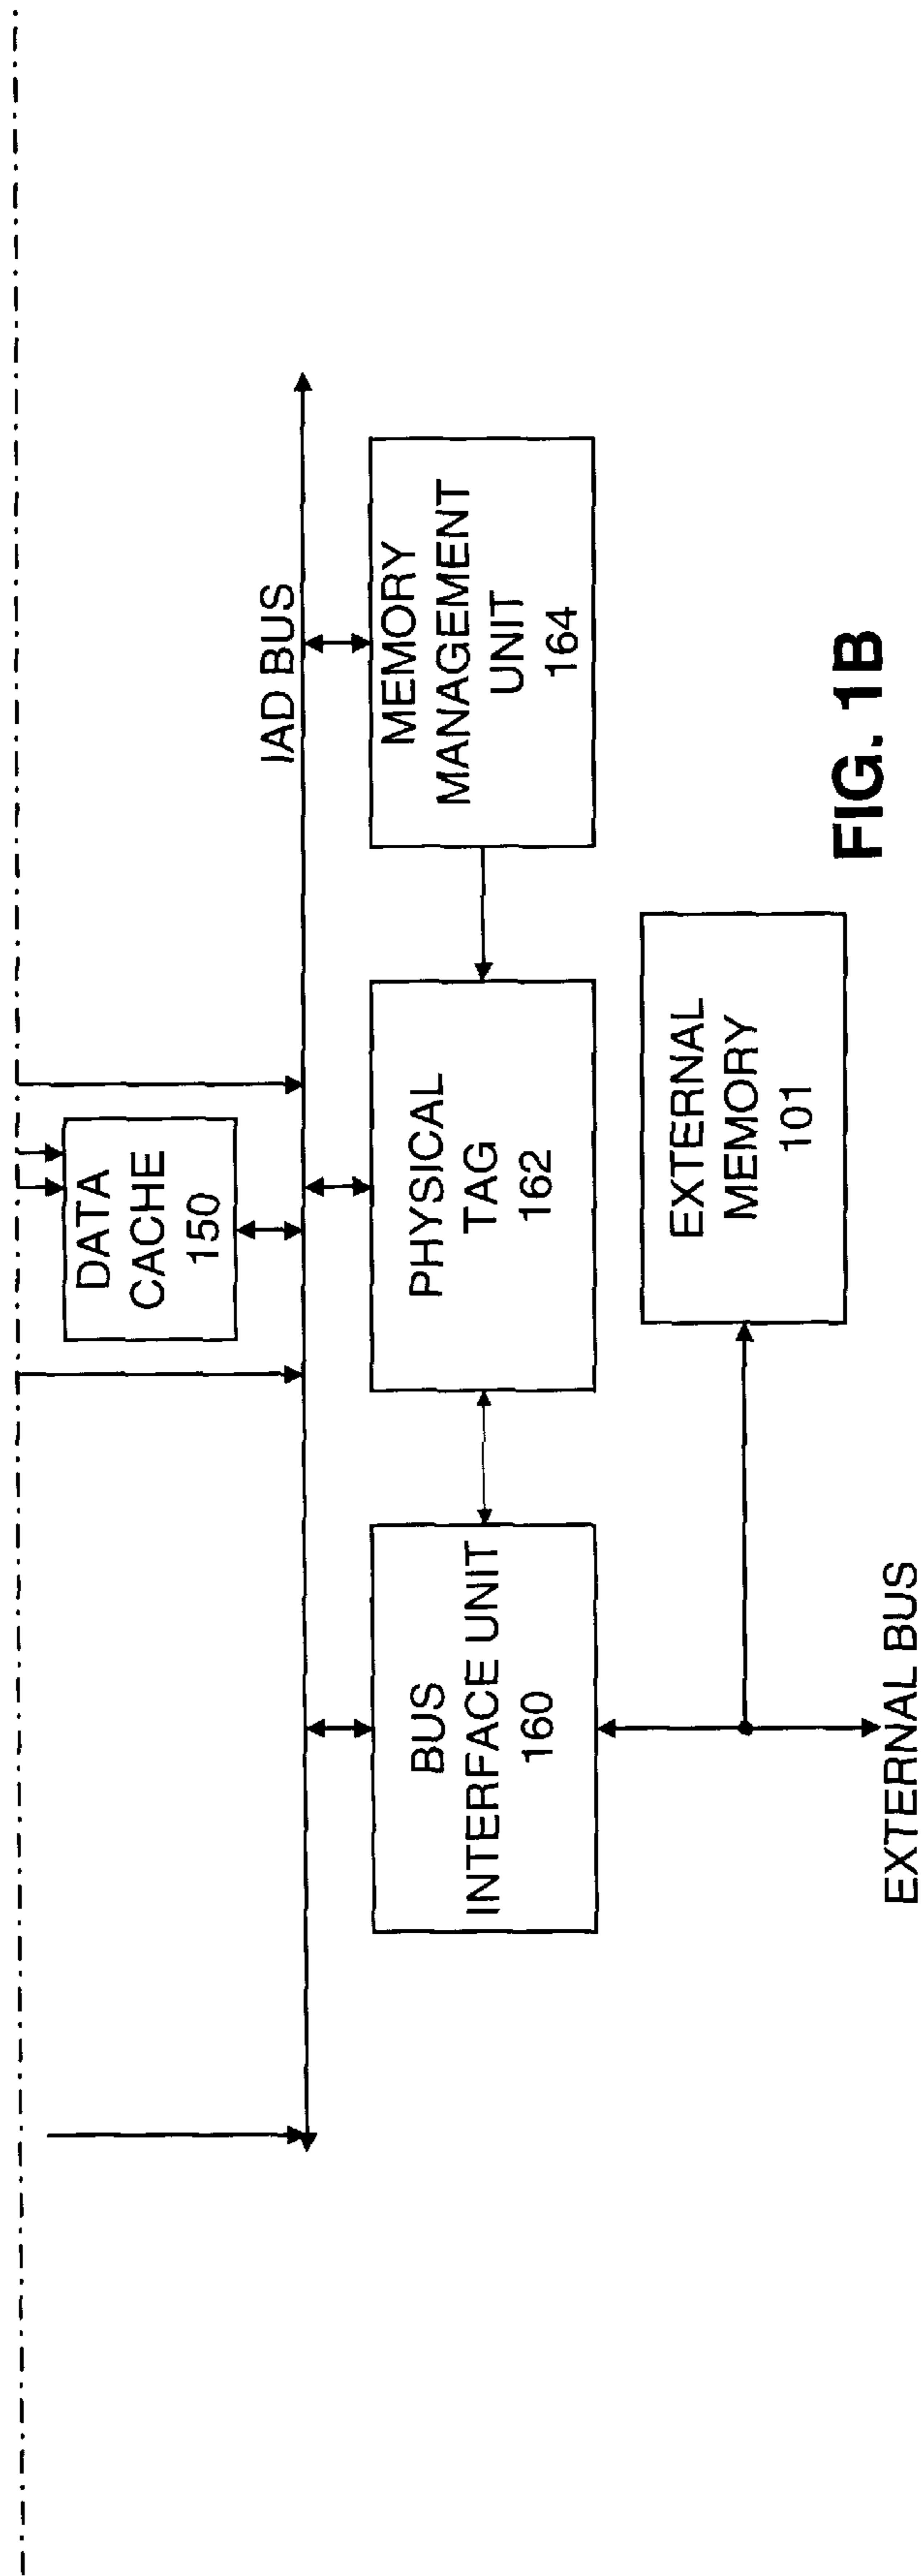 DATA
CACHE
150
IAD BUS
BUS
INTERFACE UNIT
160
PHYSICAL
TAG
162
MEMORY
MANAGEMENT
UNIT
164
EXTERNAL
MEMORY
101
EXTERNAL BUS
FIG. 1B